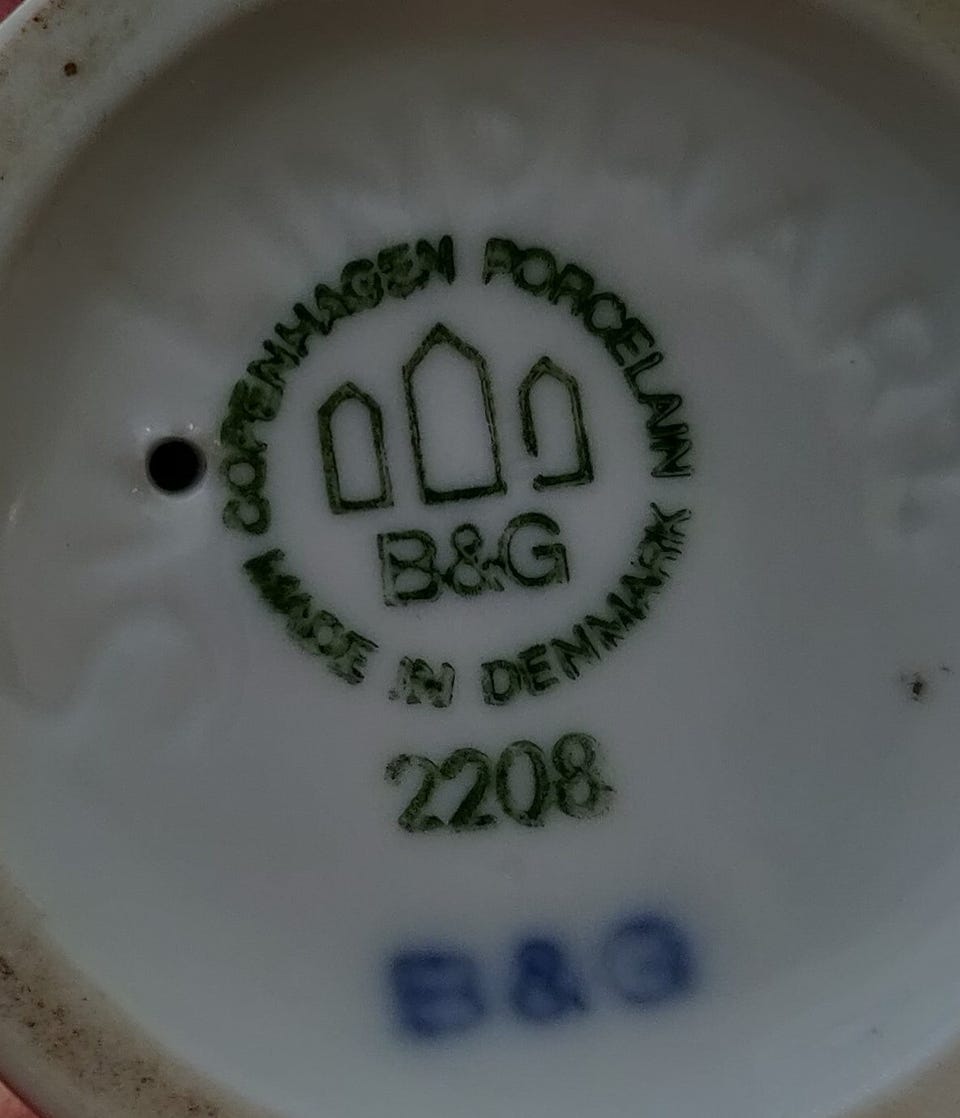 COPENHAGEN PORCELAIN
B&G
MADE IN DENMARK
2208
B&G